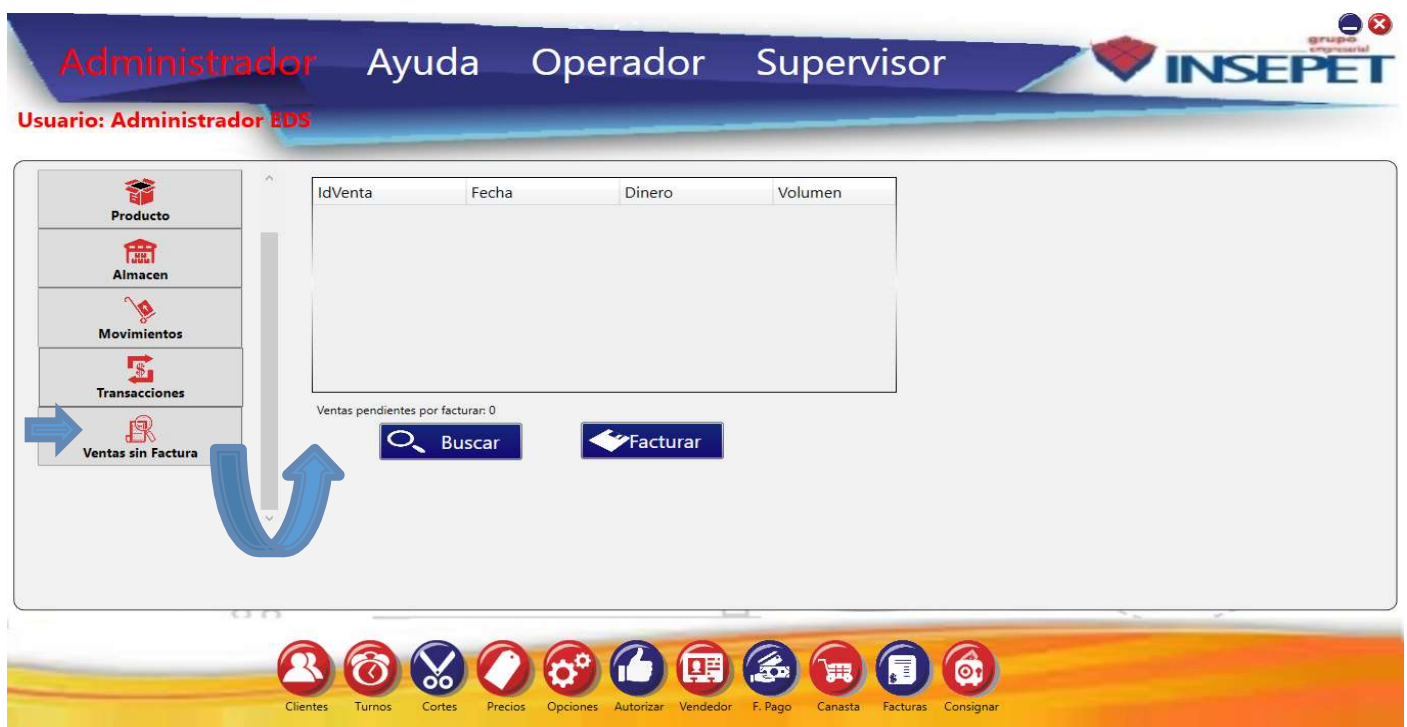 Administrador Ayuda Operador Supervisor
grupo
empresarial
INSEPET
Usuario: Administrador EDS
Producto
Almacen
Movimientos
Transacciones
Ventas sin Factura
IdVenta Fecha Dinero Volumen
Ventas pendientes por facturar: 0
Buscar Facturar
Clientes Turnos Cortes Precios Opciones Autorizar Vendedor F. Pago Canasta Facturas Consignar